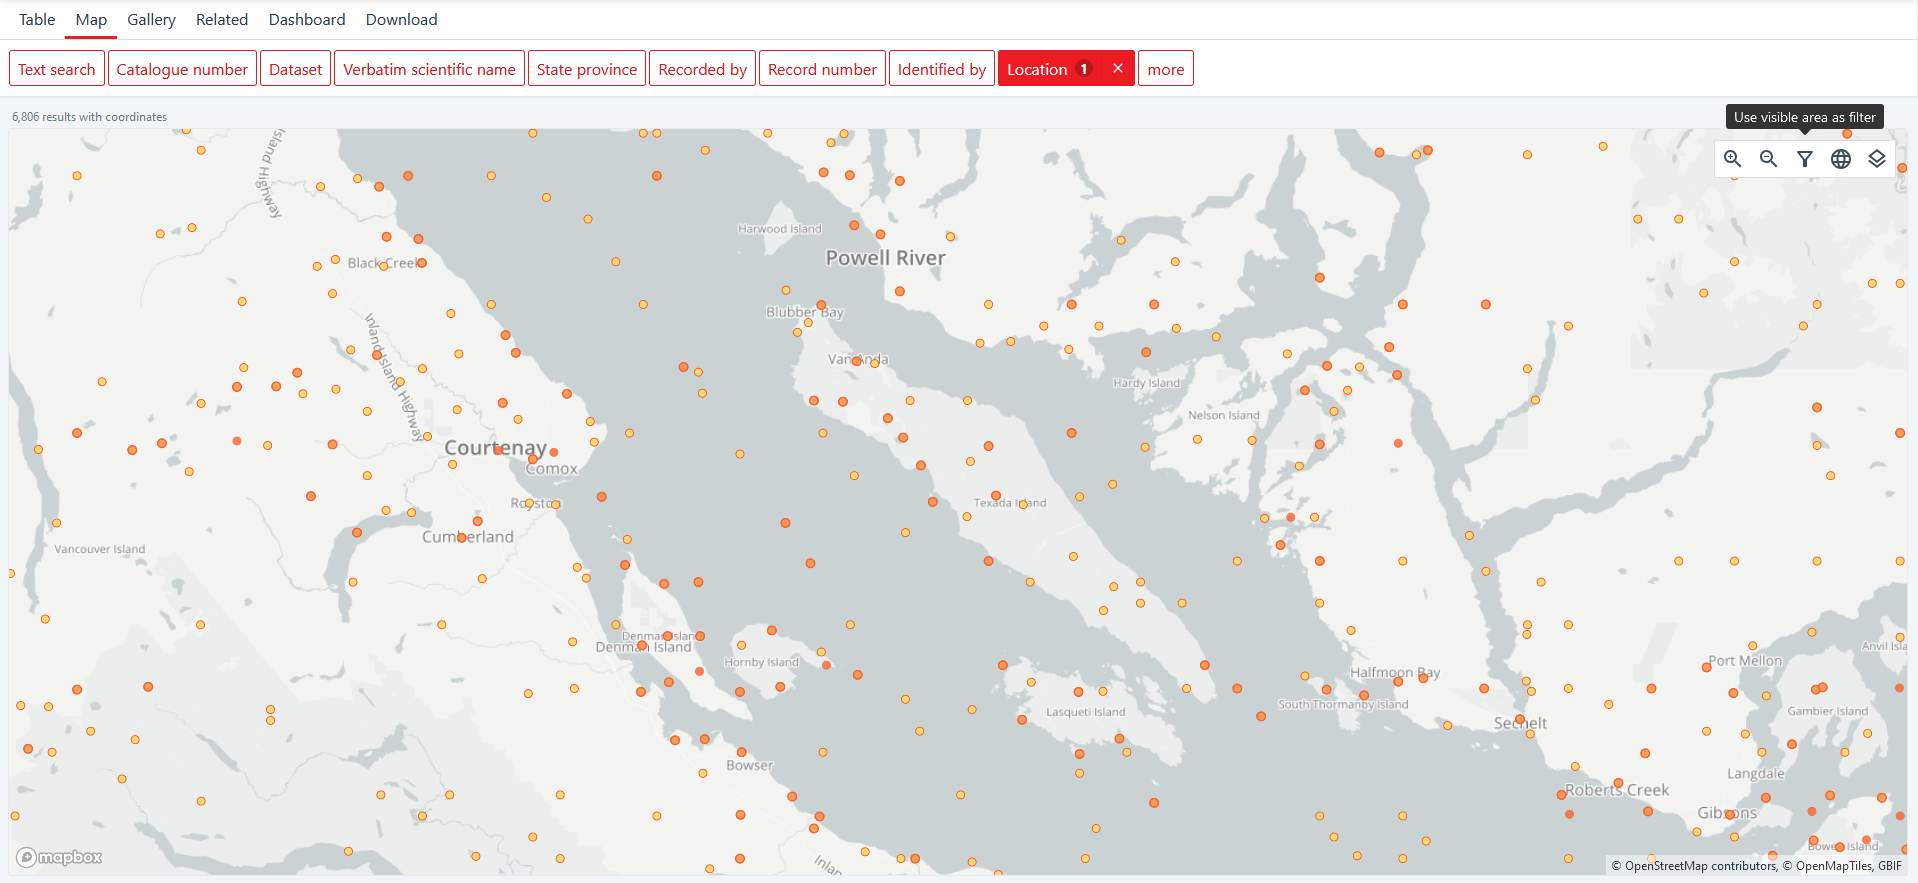 Table Map Gallery Related Dashboard Download
Text search Catalogue number Dataset Verbatim scientific name State province Recorded by Record number Identified by Location 1 × more
6,806 results with coordinates
Use visible area as filter
Island Highway
Harwood Island
Powell River
Black Creek
Blubber Bay
Inland Island Highway
Van Anda
Hardy Island
Nelson Island
Courtenay
Comox
Royston
Texada Island
Cumberland
Vancouver Island
Denman Island
Denman Island
Hornby Island
Port Mellon
Anvil Isla
Halfmoon Bay
South Thormanby Island
Lasqueti Island
Gambier Island
Sechelt
Bowser
Langdale
Roberts Creek
Gibsons
Bowen Island
Inlan
mapbox
© OpenStreetMap contributors, © OpenMapTiles, GBIF